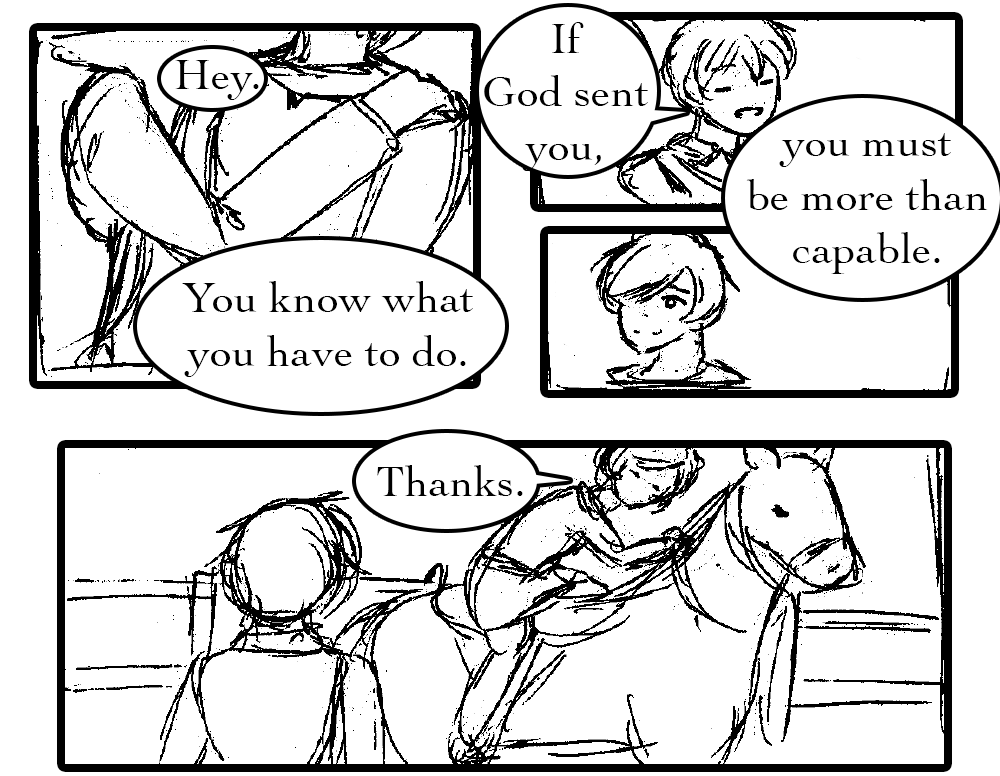 Hey.
You know what
you have to do.
If
God sent
you,
you must
be more than
capable.
Thanks.